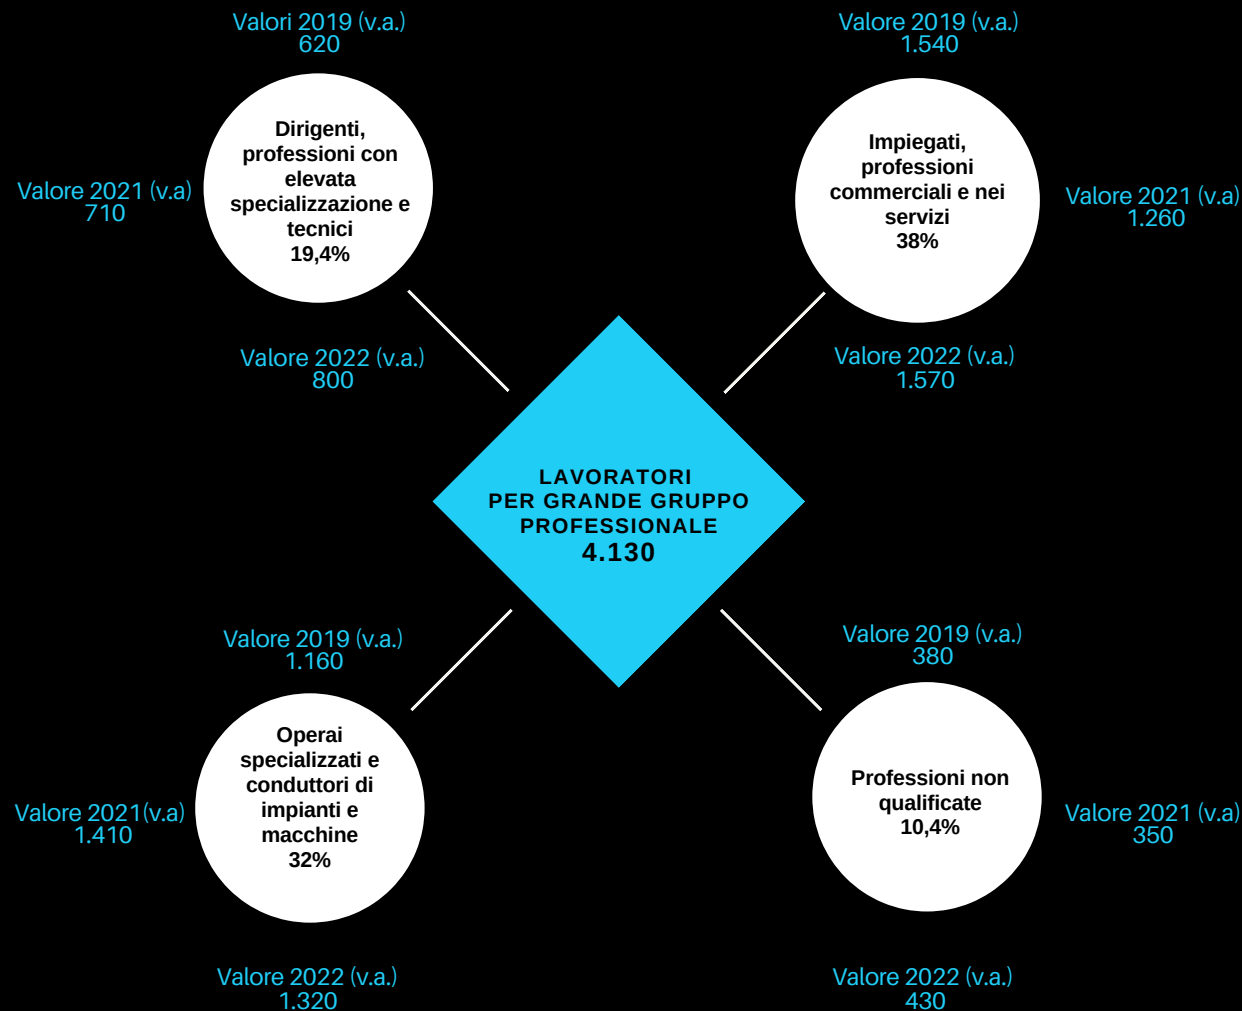 Valori 2019 (v.a.)
620
Dirigenti,
professioni con
elevata
specializzazione e
tecnici
19,4%
Valore 2021 (v.a)
710
Valore 2022 (v.a.)
800
Valore 2019 (v.a.)
1.540
Impiegati,
professioni
commerciali e nei
servizi
38%
Valore 2021 (v.a)
1.260
Valore 2022 (v.a.)
1.570
LAVORATORI
PER GRANDE GRUPPO
PROFESSIONALE
4.130
Valore 2019 (v.a.)
1.160
Operai
specializzati e
conduttori di
impianti e
macchine
32%
Valore 2021(v.a)
1.410
Valore 2022 (v.a.)
1.320
Valore 2019 (v.a.)
380
Professioni non
qualificate
10,4%
Valore 2021 (v.a)
350
Valore 2022 (v.a.)
430